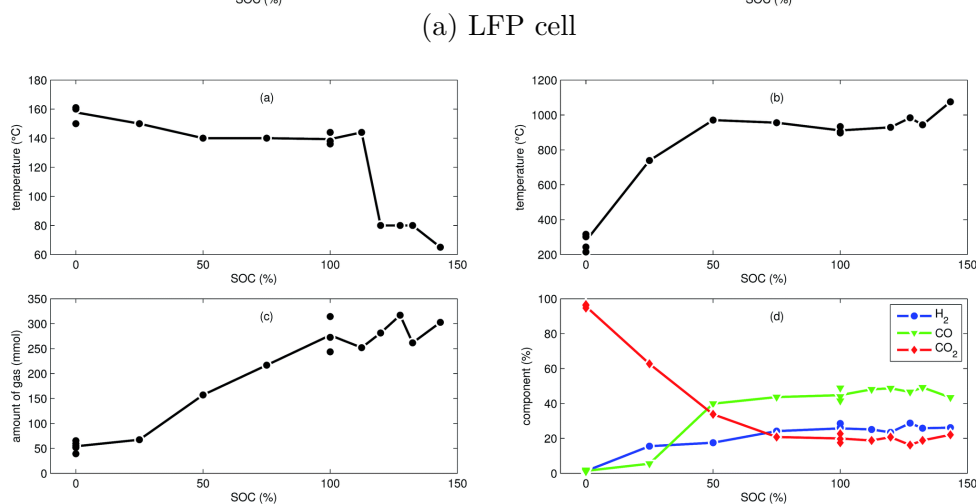 SOC (%) SOC (%)
(a) LFP cell
180
160
140
120
100
80
60
0 50 100 150
temperature (°C)
SOC (%)
(a)
1200
1000
800
600
400
200
0 50 100 150
temperature (°C)
SOC (%)
(b)
350
300
250
200
150
100
50
0
0 50 100 150
amount of gas (mmol)
SOC (%)
(c)
100
80
60
40
20
0
0 50 100 150
component (%)
SOC (%)
(d)
H₂
CO
CO₂